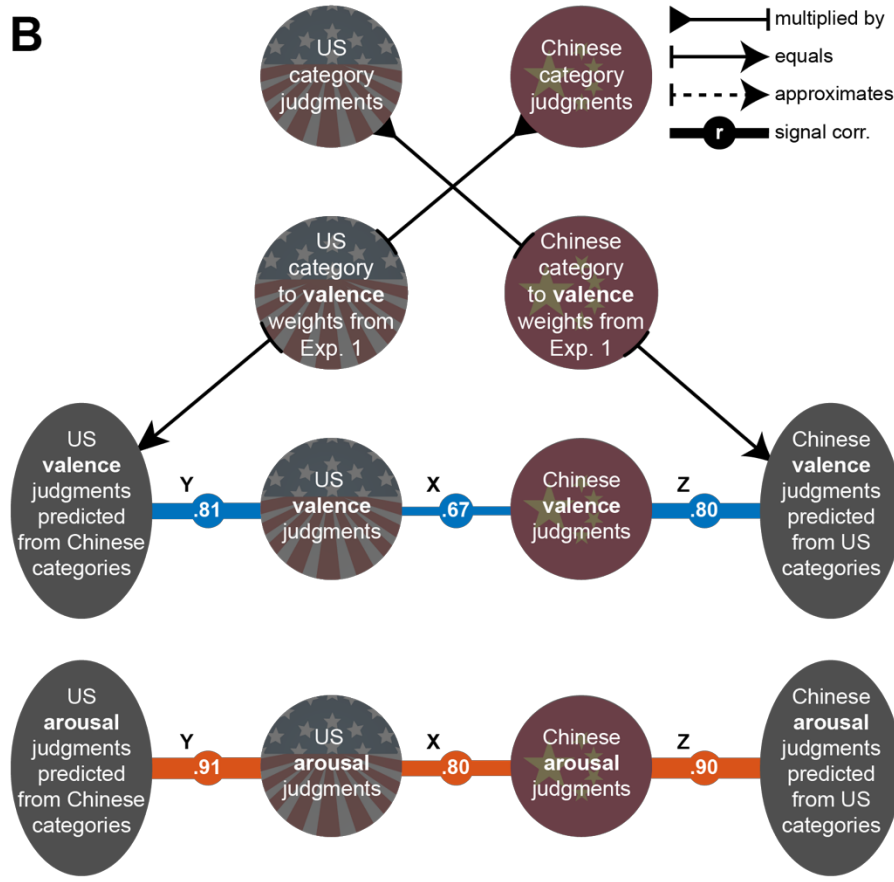 B
US
category
judgments
Chinese
category
judgments
multiplied by
equals
approximates
r
signal corr.
US
category
to valence
weights from
Exp. 1
Chinese
category
to valence
weights from
Exp. 1
US
valence
judgments
predicted
from Chinese
categories
Y
.81
US
valence
judgments
X
.67
Chinese
valence
judgments
Z
.80
Chinese
valence
judgments
predicted
from US
categories
US
arousal
judgments
predicted
from Chinese
categories
Y
.91
US
arousal
judgments
X
.80
Chinese
arousal
judgments
Z
.90
Chinese
arousal
judgments
predicted
from US
categories